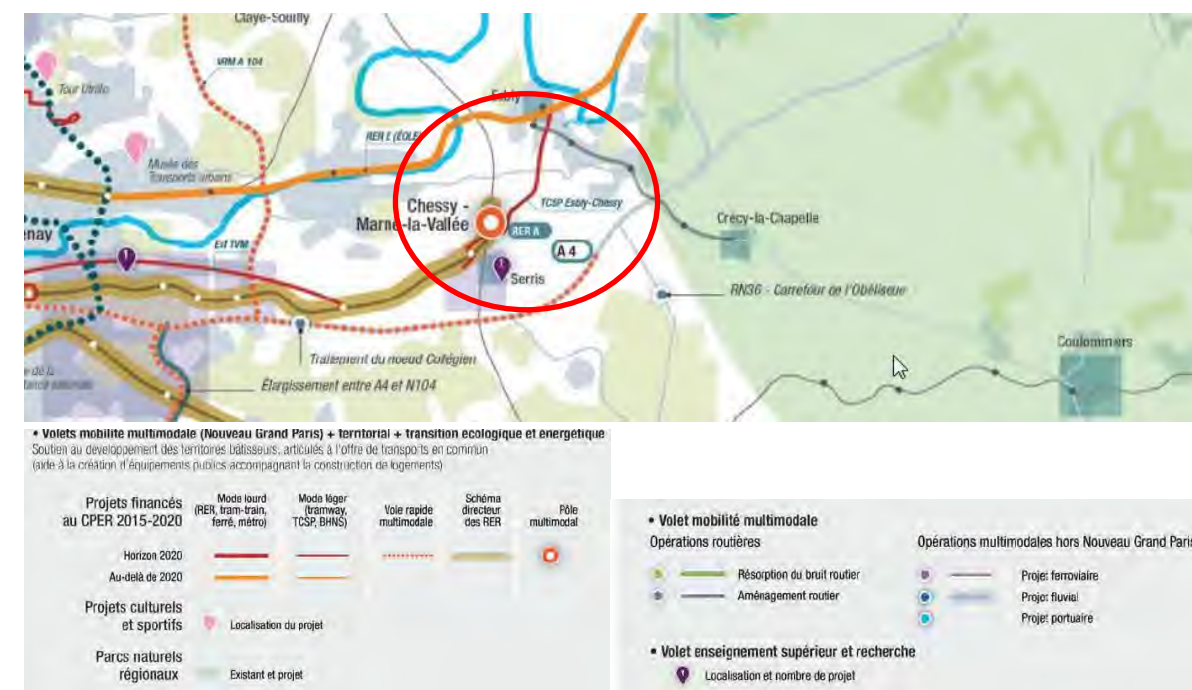 Claye-Souilly
VRM A 104
Tour Utrillo
Esbly
RER E (ÉOLE)
Musée des
Transports urbains
Chessy -
Marne-la-Vallée
TCSP Esbly-Chessy
RER A
Crécy-la-Chapelle
A 4
Ext TVM
Serris
RN36 - Carrefour de l'Obélisque
Coulommiers
Traitement du noeud Collégien
Élargissement entre A4 et N104
• Volets mobilité multimodale (Nouveau Grand Paris) + territorial + transition écologique et énergétique
Soutien au développement des territoires bâtisseurs, articulés à l'offre de transports en commun
(aide à la création d'équipements publics accompagnant la construction de logements)
Projets financés
au CPER 2015-2020
Mode lourd
(RER, tram-train,
ferré, métro)
Mode léger
(tramway,
TCSP, BHNS)
Voie rapide
multimodale
Schéma
directeur
des RER
Pôle
multimodal
Horizon 2020
Au-delà de 2020
Projets culturels
et sportifs
Localisation du projet
Parcs naturels
régionaux
Existant et projet
• Volet mobilité multimodale
Opérations routières
Opérations multimodales hors Nouveau Grand Paris
Résorption du bruit routier
Aménagement routier
Projet ferroviaire
Projet fluvial
Projet portuaire
• Volet enseignement supérieur et recherche
Localisation et nombre de projet